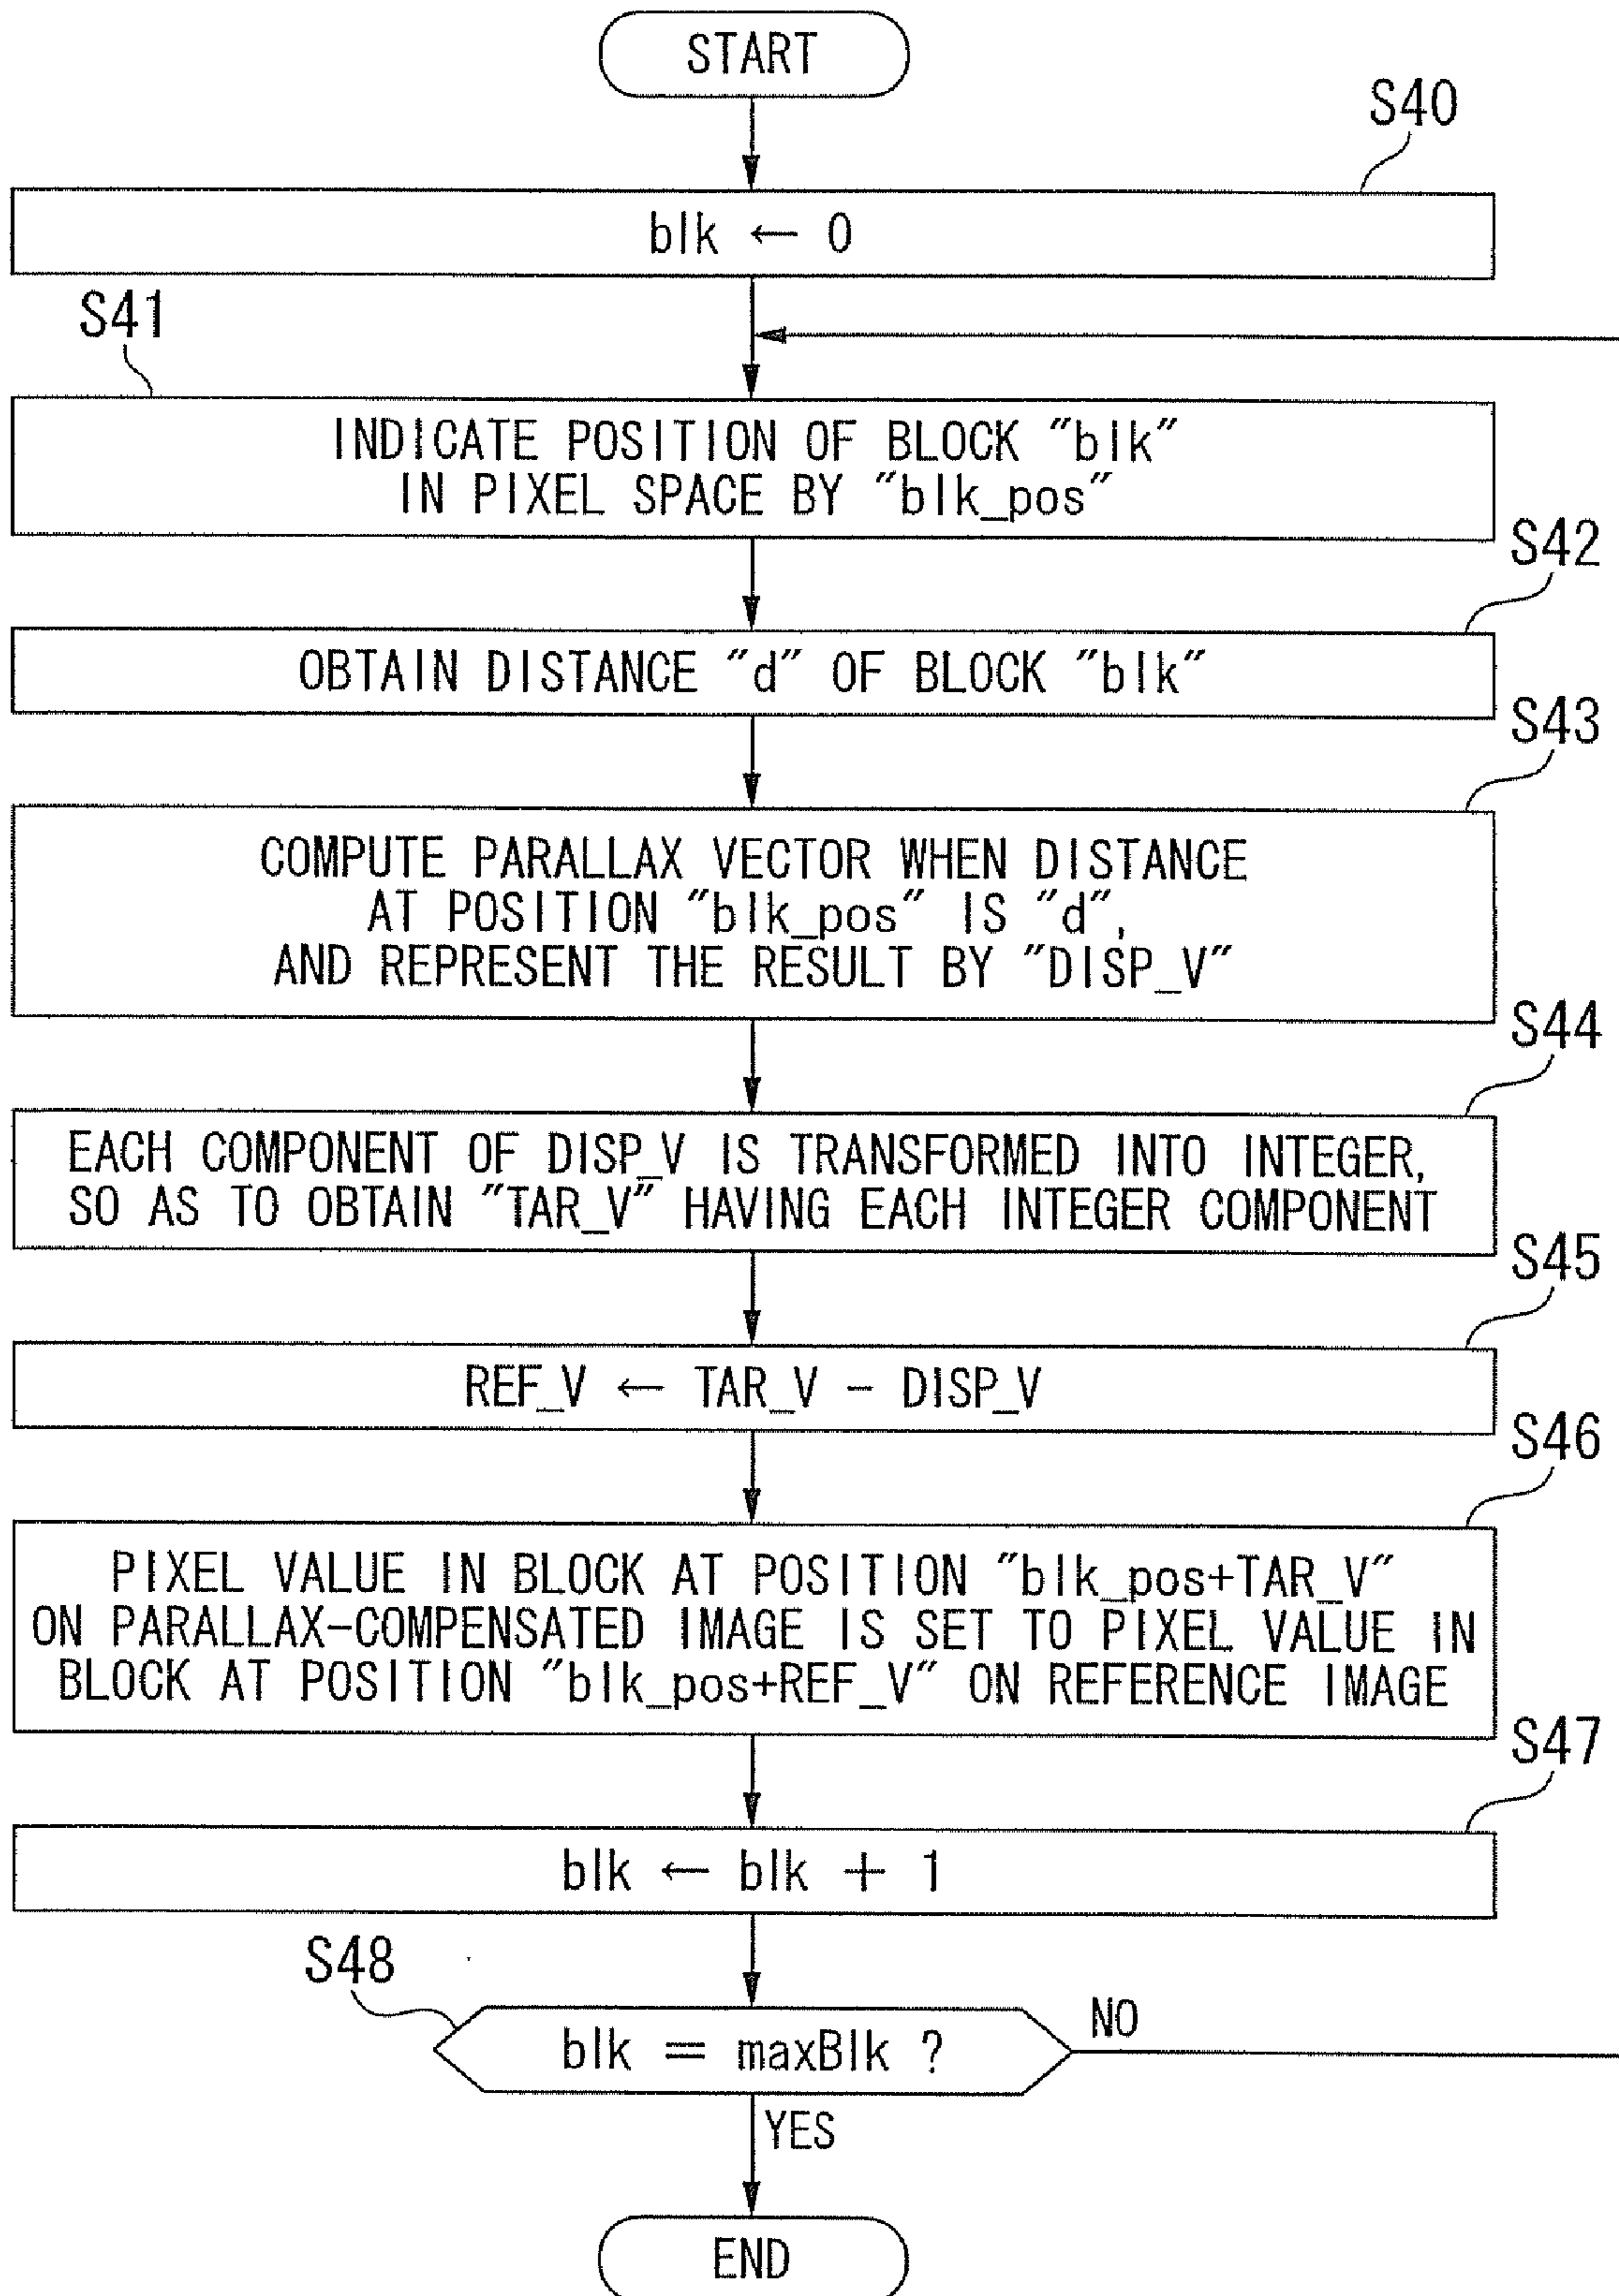 START
S40
blk ← 0
S41
INDICATE POSITION OF BLOCK "blk"
IN PIXEL SPACE BY "blk_pos"
S42
OBTAIN DISTANCE "d" OF BLOCK "blk"
S43
COMPUTE PARALLAX VECTOR WHEN DISTANCE
AT POSITION "blk_pos" IS "d",
AND REPRESENT THE RESULT BY "DISP_V"
S44
EACH COMPONENT OF DISP_V IS TRANSFORMED INTO INTEGER,
SO AS TO OBTAIN "TAR_V" HAVING EACH INTEGER COMPONENT
S45
REF_V ← TAR_V - DISP_V
S46
PIXEL VALUE IN BLOCK AT POSITION "blk_pos+TAR_V"
ON PARALLAX-COMPENSATED IMAGE IS SET TO PIXEL VALUE IN
BLOCK AT POSITION "blk_pos+REF_V" ON REFERENCE IMAGE
S47
blk ← blk + 1
S48
blk = maxBlk ?
NO
YES
END